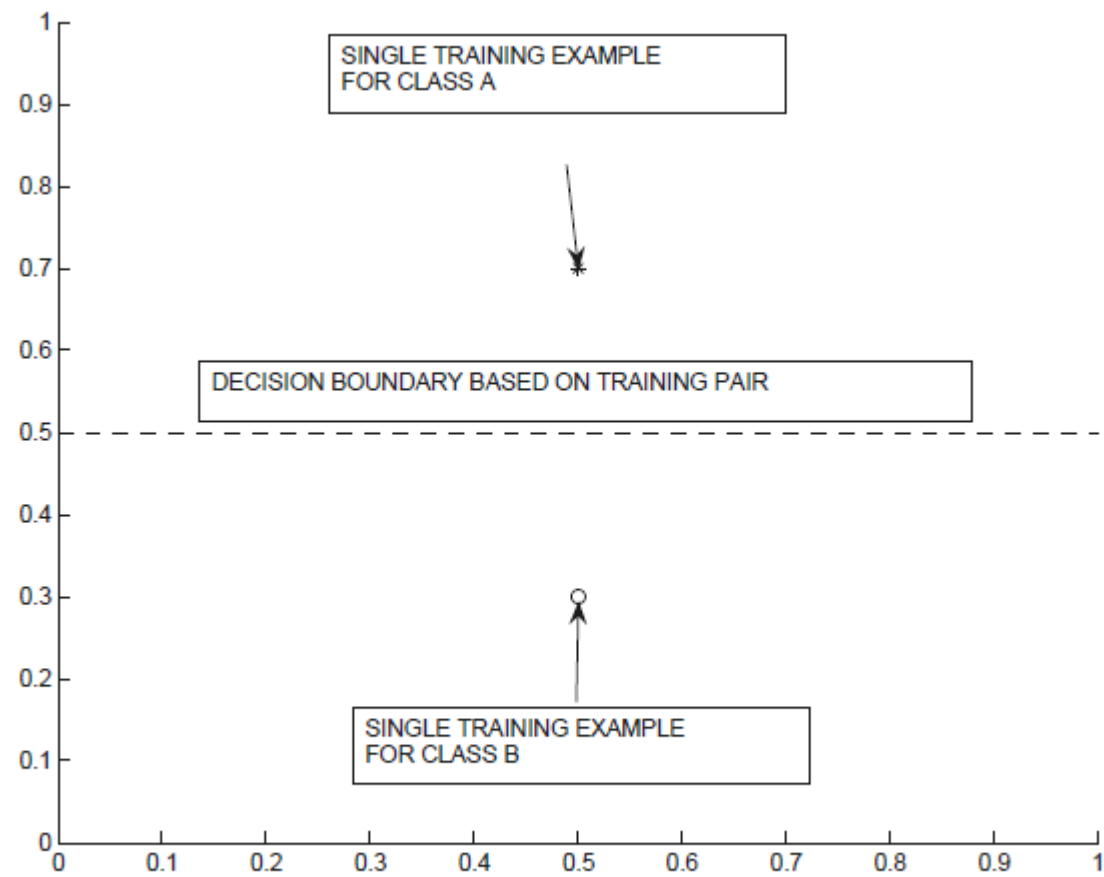 1
SINGLE TRAINING EXAMPLE
FOR CLASS A
0.9
0.8
0.7
0.6
DECISION BOUNDARY BASED ON TRAINING PAIR
0.5
0.4
0.3
0.2
SINGLE TRAINING EXAMPLE
FOR CLASS B
0.1
0
0 0.1 0.2 0.3 0.4 0.5 0.6 0.7 0.8 0.9 1